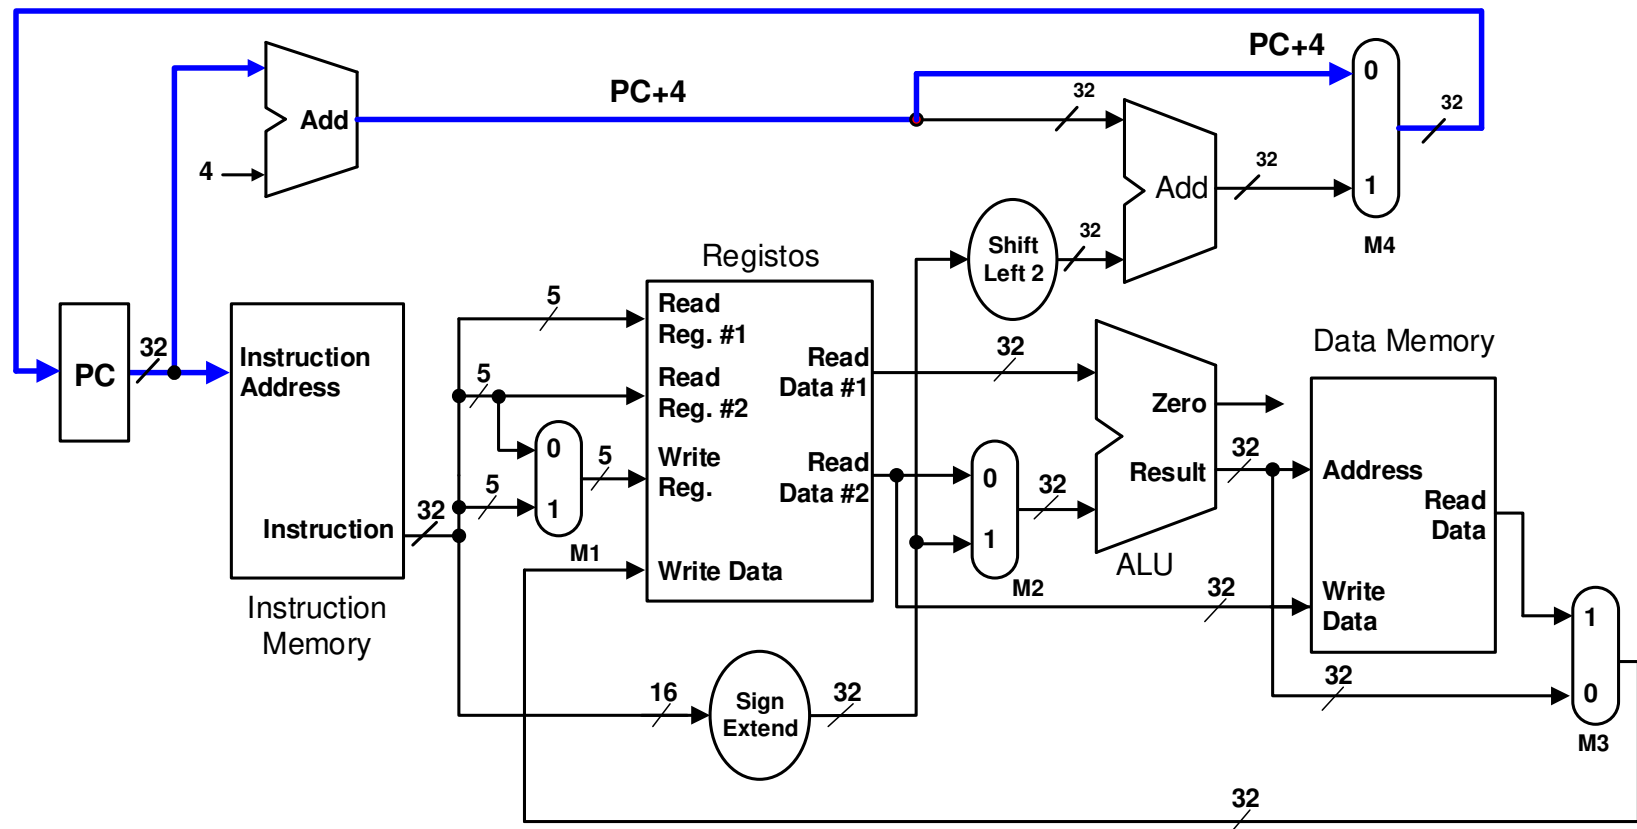 PC+4
PC+4
32
0
32
Add
4
32
Add
1
M4
32
Shift
Left 2
32
Registos
PC
32
Instruction
Address
Instruction
32
Instruction
Memory
5
5
5
0
1
M1
5
Read
Reg. #1
Read
Reg. #2
Write
Reg.
Write Data
Read
Data #1
Read
Data #2
32
0
1
M2
32
Zero
Result
ALU
32
Data Memory
Address
Read
Data
Write
Data
32
32
1
0
M3
16
Sign
Extend
32
32